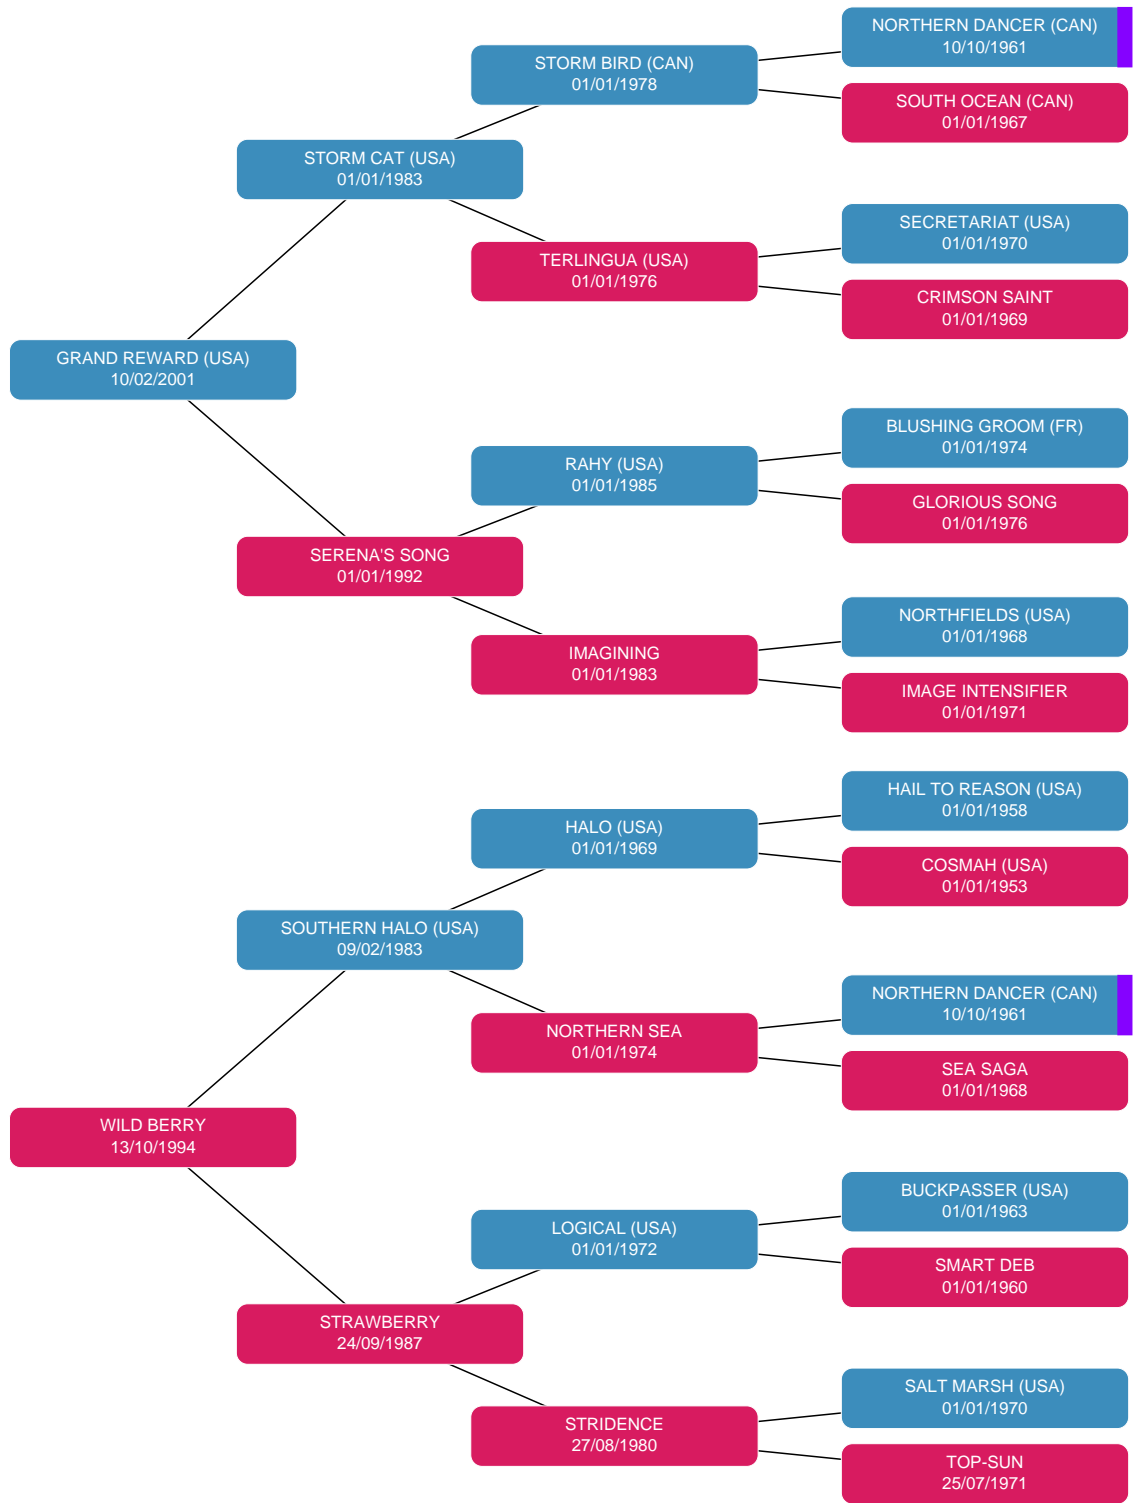 NORTHERN DANCER (CAN)
10/10/1961
STORM BIRD (CAN)
01/01/1978
SOUTH OCEAN (CAN)
01/01/1967
STORM CAT (USA)
01/01/1983
SECRETARIAT (USA)
01/01/1970
TERLINGUA (USA)
01/01/1976
CRIMSON SAINT
01/01/1969
GRAND REWARD (USA)
10/02/2001
BLUSHING GROOM (FR)
01/01/1974
RAHY (USA)
01/01/1985
GLORIOUS SONG
01/01/1976
SERENA'S SONG
01/01/1992
NORTHFIELDS (USA)
01/01/1968
IMAGINING
01/01/1983
IMAGE INTENSIFIER
01/01/1971
HAIL TO REASON (USA)
01/01/1958
HALO (USA)
01/01/1969
COSMAH (USA)
01/01/1953
SOUTHERN HALO (USA)
09/02/1983
NORTHERN DANCER (CAN)
10/10/1961
NORTHERN SEA
01/01/1974
SEA SAGA
01/01/1968
WILD BERRY
13/10/1994
BUCKPASSER (USA)
01/01/1963
LOGICAL (USA)
01/01/1972
SMART DEB
01/01/1960
STRAWBERRY
24/09/1987
SALT MARSH (USA)
01/01/1970
STRIDENCE
27/08/1980
TOP-SUN
25/07/1971